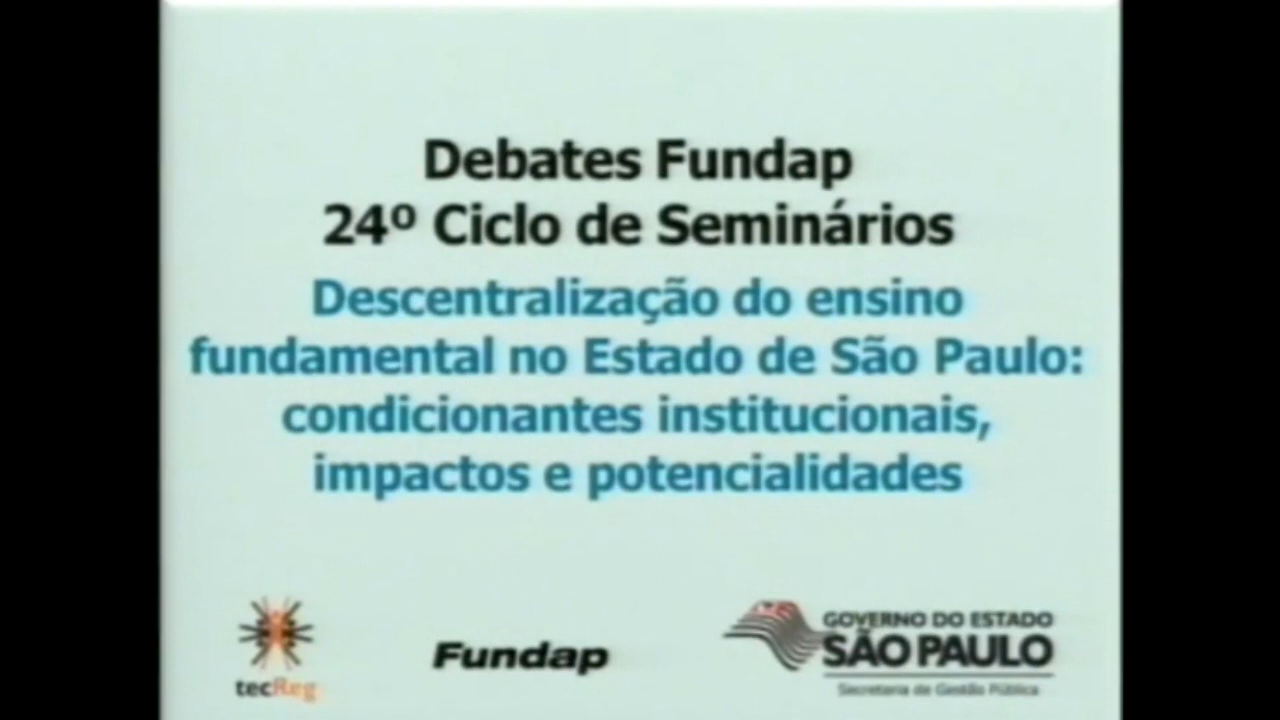 Debates Fundap
24º Ciclo de Seminários
Descentralização do ensino
fundamental no Estado de São Paulo:
condicionantes institucionais,
impactos e potencialidades
tecReg
Fundap
GOVERNO DO ESTADO
SÃO PAULO
Secretaria de Gestão Pública